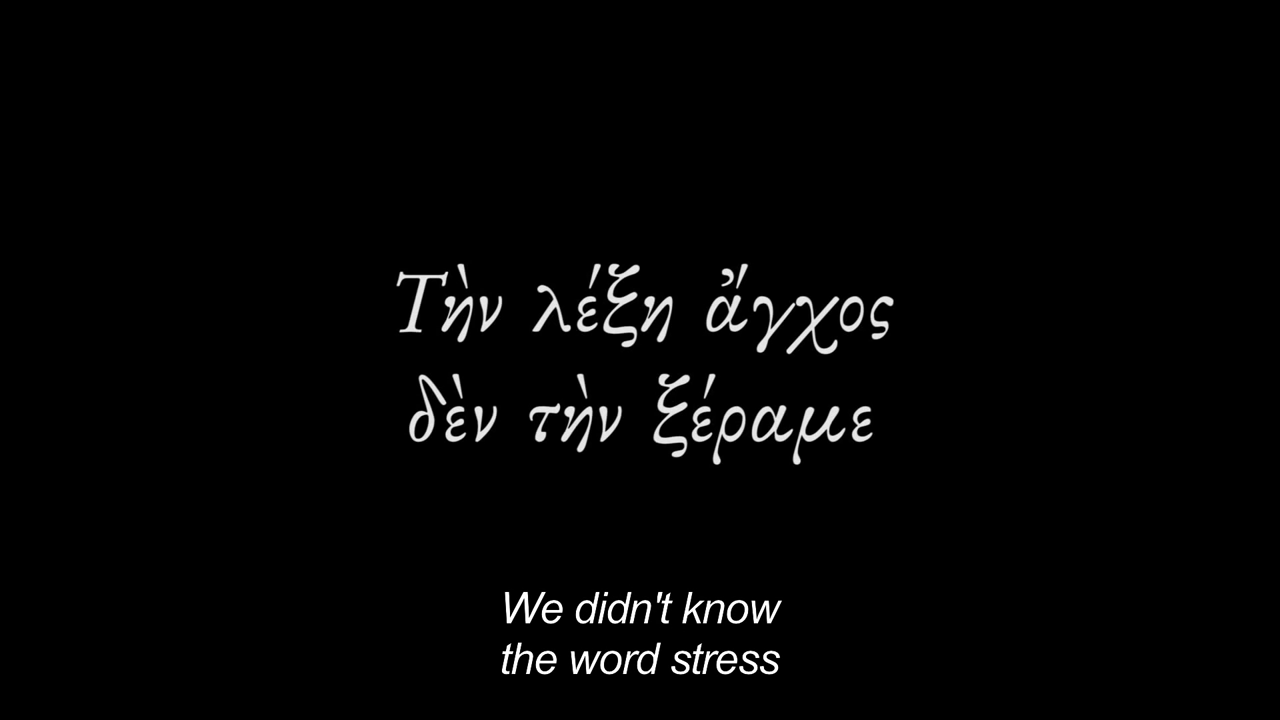 Τὴν λέξη ἄγχος
δὲν τὴν ξέραμε
We didn't know
the word stress